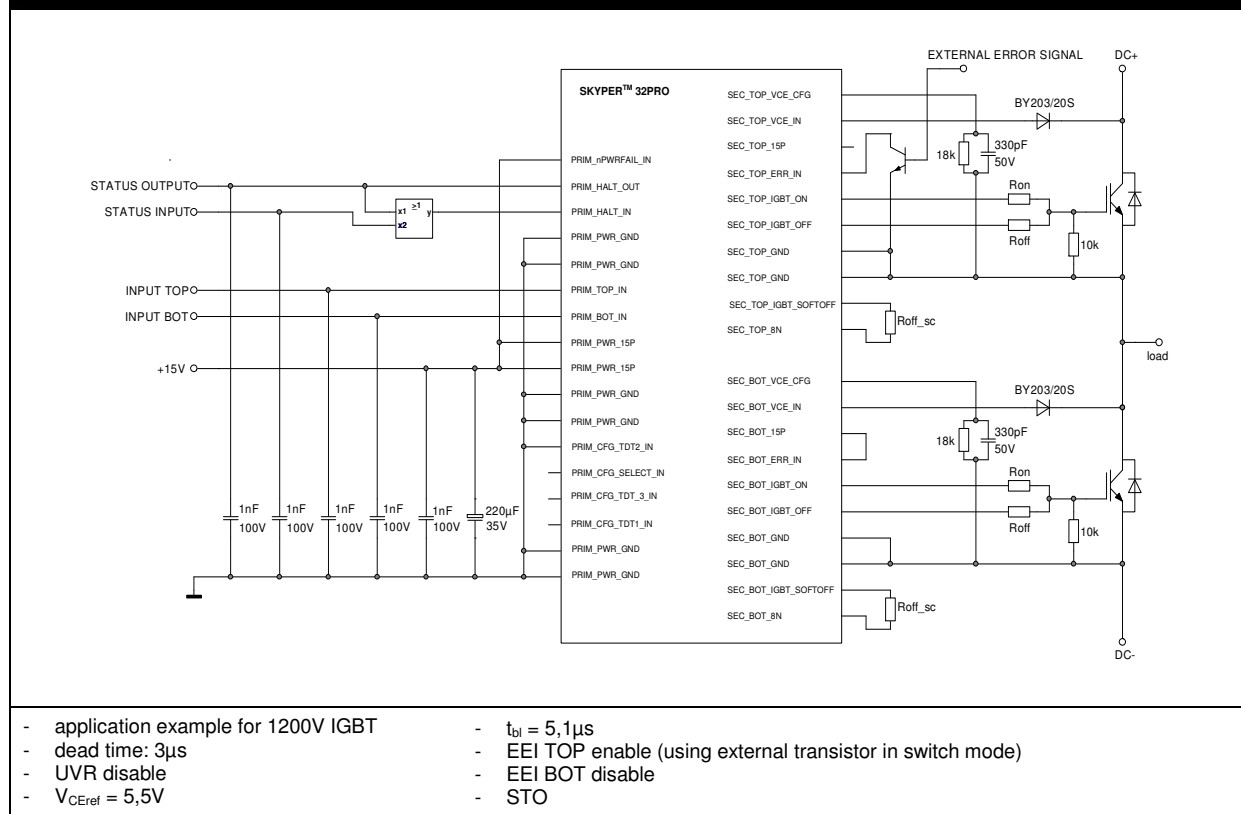 EXTERNAL ERROR SIGNAL
DC+
SKYPER™ 32PRO
PRIM_nPWRFAIL_IN
PRIM_HALT_OUT
PRIM_HALT_IN
PRIM_PWR_GND
PRIM_PWR_GND
PRIM_TOP_IN
PRIM_BOT_IN
PRIM_PWR_15P
PRIM_PWR_15P
PRIM_PWR_GND
PRIM_PWR_GND
PRIM_CFG_TDT2_IN
PRIM_CFG_SELECT_IN
PRIM_CFG_TDT_3_IN
PRIM_CFG_TDT1_IN
PRIM_PWR_GND
PRIM_PWR_GND
SEC_TOP_VCE_CFG
SEC_TOP_VCE_IN
SEC_TOP_15P
SEC_TOP_ERR_IN
SEC_TOP_IGBT_ON
SEC_TOP_IGBT_OFF
SEC_TOP_GND
SEC_TOP_GND
SEC_TOP_IGBT_SOFTOFF
SEC_TOP_8N
SEC_BOT_VCE_CFG
SEC_BOT_VCE_IN
SEC_BOT_15P
SEC_BOT_ERR_IN
SEC_BOT_IGBT_ON
SEC_BOT_IGBT_OFF
SEC_BOT_GND
SEC_BOT_GND
SEC_BOT_IGBT_SOFTOFF
SEC_BOT_8N
STATUS OUTPUT
STATUS INPUT
x1 ≥1 y
x2
INPUT TOP
INPUT BOT
+15V
1nF
100V
1nF
100V
1nF
100V
1nF
100V
1nF
100V
220µF
35V
BY203/20S
18k
330pF
50V
Ron
Roff
10k
Roff_sc
load
BY203/20S
18k
330pF
50V
Ron
Roff
10k
Roff_sc
DC-
- application example for 1200V IGBT
- dead time: 3µs
- UVR disable
- VCEref = 5,5V
- tbl = 5,1µs
- EEI TOP enable (using external transistor in switch mode)
- EEI BOT disable
- STO